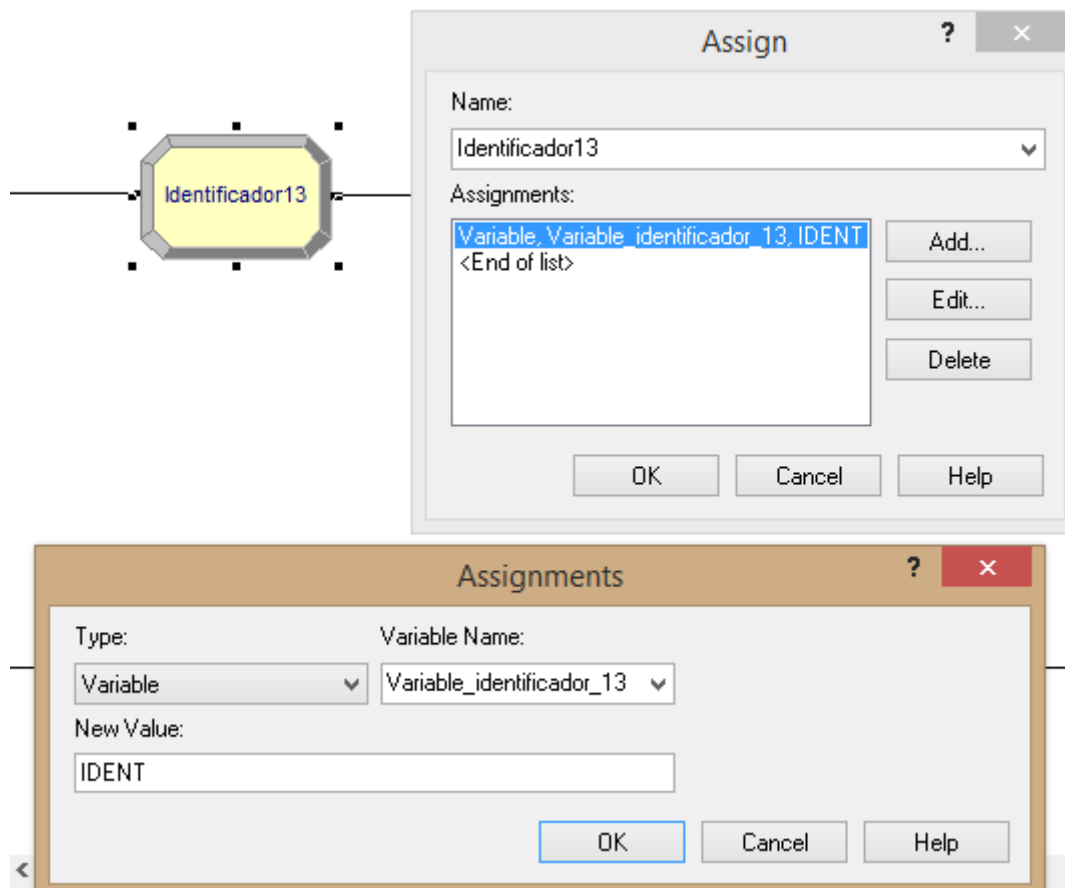 Identificador13
Assign
?
×
Name:
Identificador13
Assignments:
Variable, Variable_identificador_13, IDENT
<End of list>
Add...
Edit...
Delete
OK Cancel Help
Assignments
?
×
Type: Variable Name:
Variable Variable_identificador_13
New Value:
IDENT
OK Cancel Help